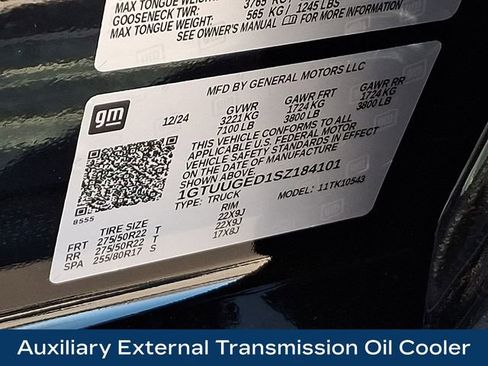 MAX TONGUE WEIGHT:
GOOSENECK TWR:
MAX TONGUE WEIGHT: 565 KG / 1245 LBS
SEE OWNER'S MANUAL
MFD BY GENERAL MOTORS LLC
gm
12/24 GVWR GAWR FRT GAWR RR
3221 KG 1724 KG 1724 KG
7100 LB 3800 LB 3800 LB
THIS VEHICLE CONFORMS TO ALL
APPLICABLE U.S. FEDERAL MOTOR
VEHICLE SAFETY STANDARDS IN EFFECT
ON THE DATE OF MANUFACTURE
SHOWN ABOVE.
1GTUUGED1SZ184101
TYPE: TRUCK MODEL: 11TK10543
8555
TIRE SIZE RIM
FRT 275/50R22 T 22X9J
RR 275/50R22 T 22X9J
SPA 255/80R17 S 17X8J
Auxiliary External Transmission Oil Cooler